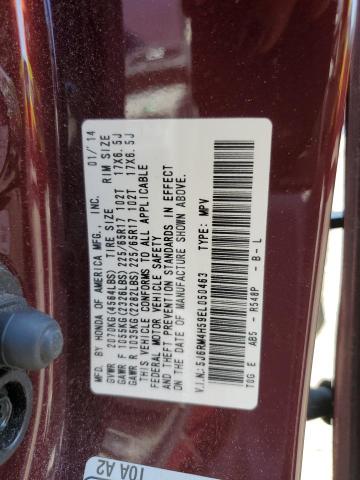 MFD. BY HONDA OF AMERICA MFG., INC. 01/'14
GVWR 2070KG(4564LBS) TIRE SIZE RIM SIZE
GAWR F 1055KG(2326LBS) 225/65R17 102T 17X6.5J
GAWR R 1035KG(2282LBS) 225/65R17 102T 17X6.5J
THIS VEHICLE CONFORMS TO ALL APPLICABLE
FEDERAL MOTOR VEHICLE SAFETY, BUMPER, AND
THEFT PREVENTION STANDARDS IN EFFECT
ON THE DATE OF MANUFACTURE SHOWN ABOVE.
V.I.N.:5J6RM4H59EL050463 TYPE: MPV
T0G E AB5 - R548P - B - L
10A A2